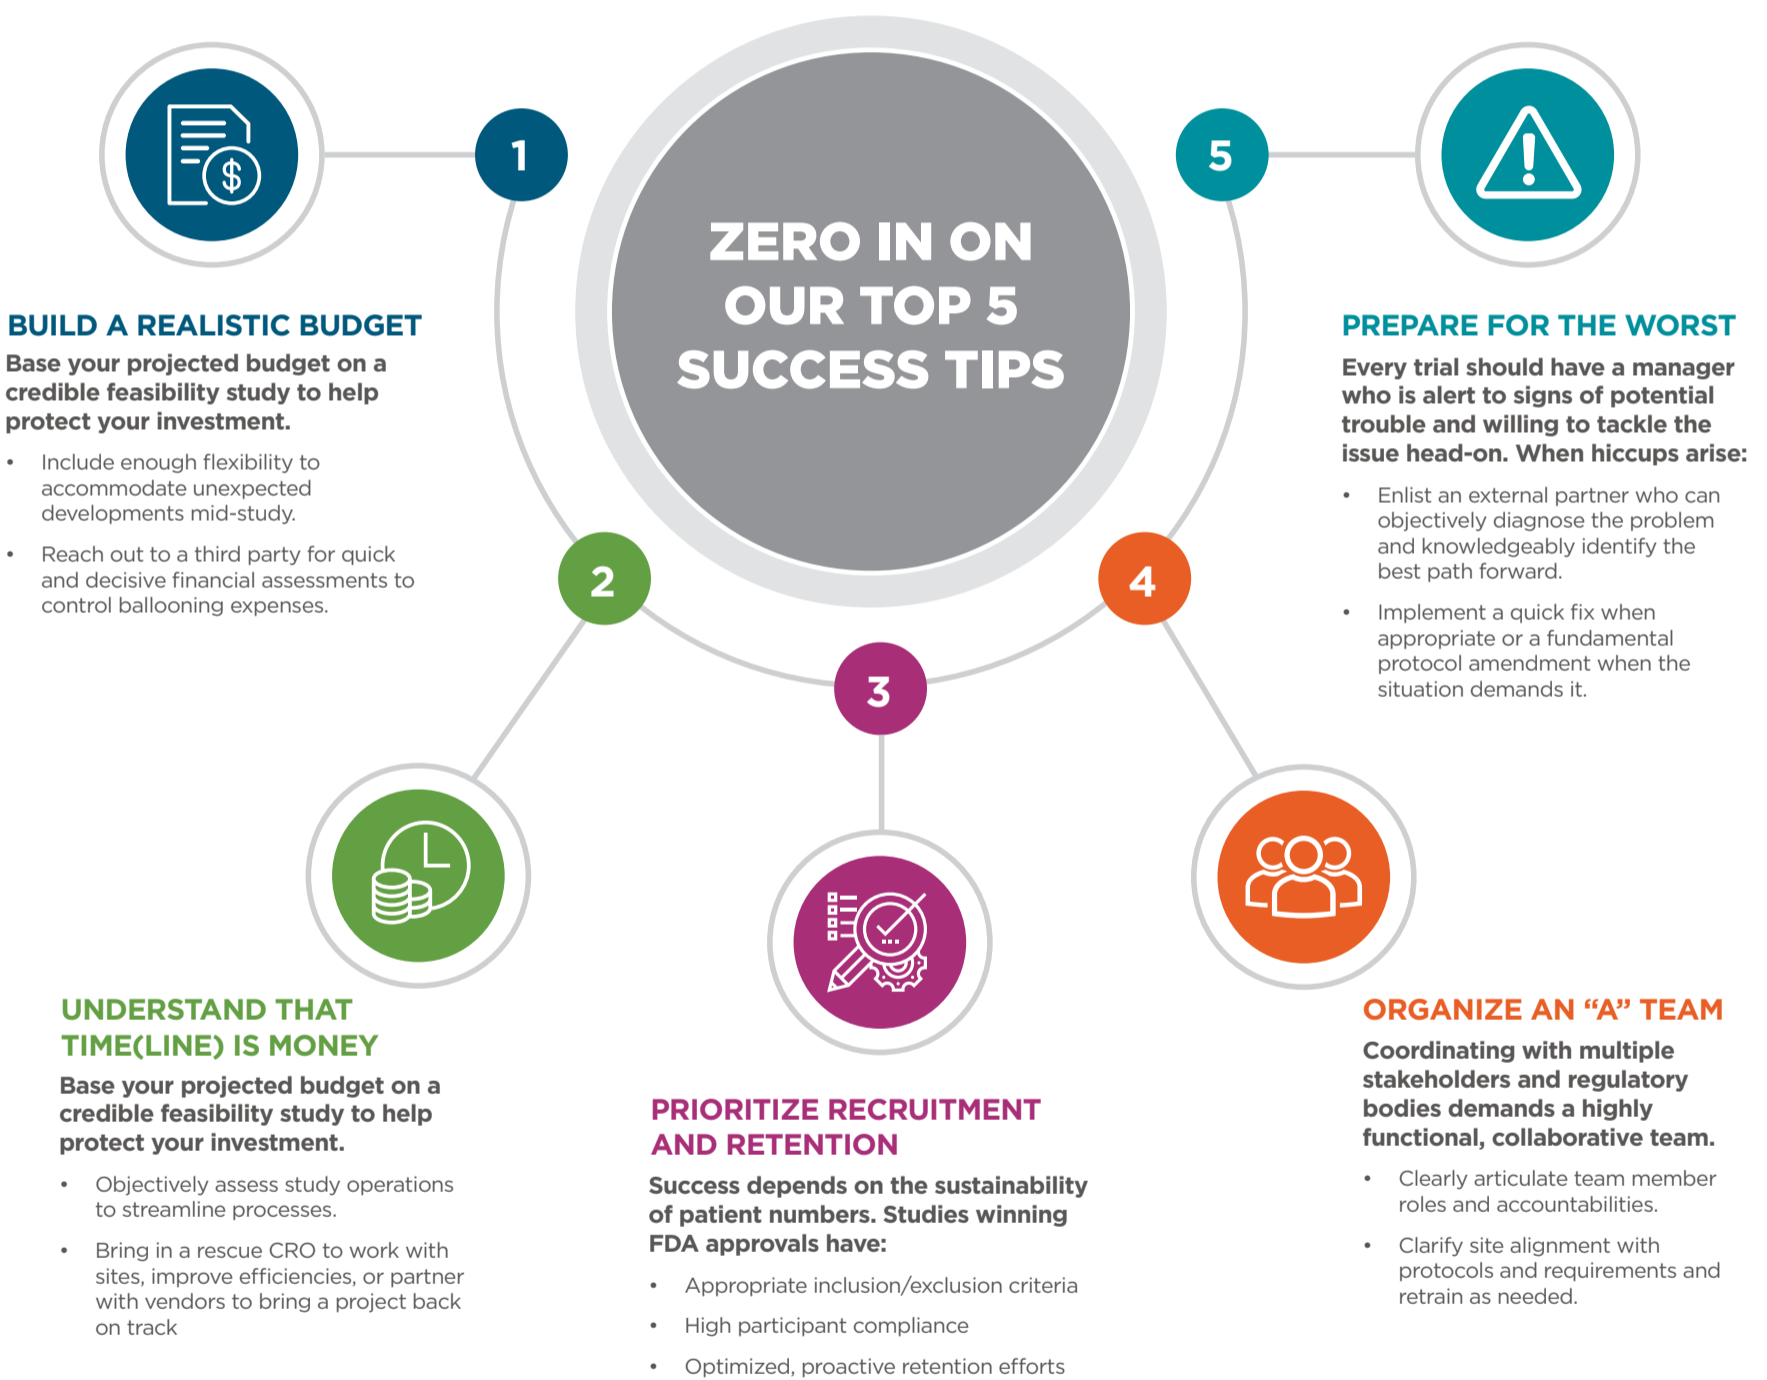 ZERO IN ON
OUR TOP 5
SUCCESS TIPS
1
BUILD A REALISTIC BUDGET
Base your projected budget on a
credible feasibility study to help
protect your investment.
• Include enough flexibility to
accommodate unexpected
developments mid-study.
• Reach out to a third party for quick
and decisive financial assessments to
control ballooning expenses.
2
UNDERSTAND THAT
TIME(LINE) IS MONEY
Base your projected budget on a
credible feasibility study to help
protect your investment.
• Objectively assess study operations
to streamline processes.
• Bring in a rescue CRO to work with
sites, improve efficiencies, or partner
with vendors to bring a project back
on track
3
PRIORITIZE RECRUITMENT
AND RETENTION
Success depends on the sustainability
of patient numbers. Studies winning
FDA approvals have:
• Appropriate inclusion/exclusion criteria
• High participant compliance
• Optimized, proactive retention efforts
4
ORGANIZE AN “A” TEAM
Coordinating with multiple
stakeholders and regulatory
bodies demands a highly
functional, collaborative team.
• Clearly articulate team member
roles and accountabilities.
• Clarify site alignment with
protocols and requirements and
retrain as needed.
5
PREPARE FOR THE WORST
Every trial should have a manager
who is alert to signs of potential
trouble and willing to tackle the
issue head-on. When hiccups arise:
• Enlist an external partner who can
objectively diagnose the problem
and knowledgeably identify the
best path forward.
• Implement a quick fix when
appropriate or a fundamental
protocol amendment when the
situation demands it.